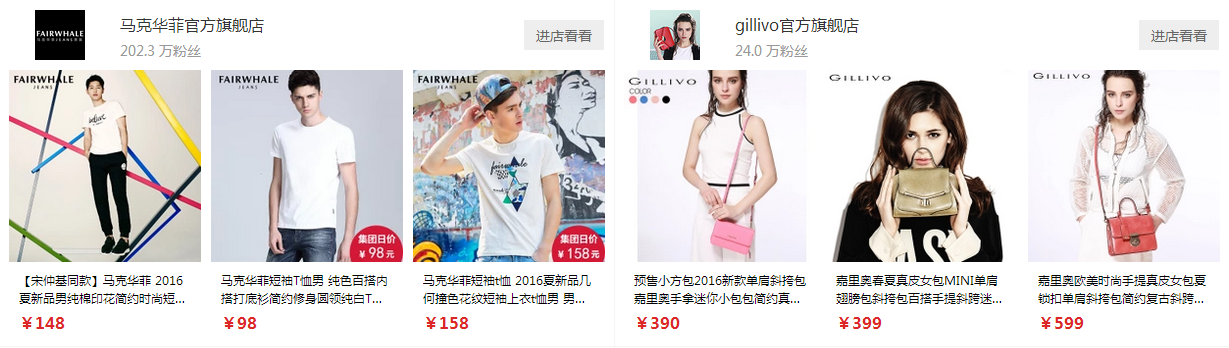 FAIRWHALE
马克华菲官方旗舰店
202.3 万粉丝
进店看看
FAIRWHALE
JEANS
FAIRWHALE
JEANS
集团日价
￥98元
FAIRWHALE
JEANS
fairwhale
集团日价
￥158元
【宋仲基同款】马克华菲 2016
夏新品男纯棉印花简约时尚短...
￥148
马克华菲短袖T恤男 纯色百搭内
搭打底衫简约修身圆领纯白T...
￥98
马克华菲短袖t恤 2016夏新品几
何撞色花纹短袖上衣t恤男 男...
￥158
gillivo官方旗舰店
24.0 万粉丝
进店看看
GILLIVO
COLOR
GILLIVO
GILLIVO
预售小方包2016新款单肩斜挎包
嘉里奥手拿迷你小包包简约真...
￥390
嘉里奥春夏真皮女包MINI单肩
翅膀包斜挎包百搭手提斜跨迷...
￥399
嘉里奥欧美时尚手提真皮女包夏
锁扣单肩斜挎包简约复古斜跨...
￥599